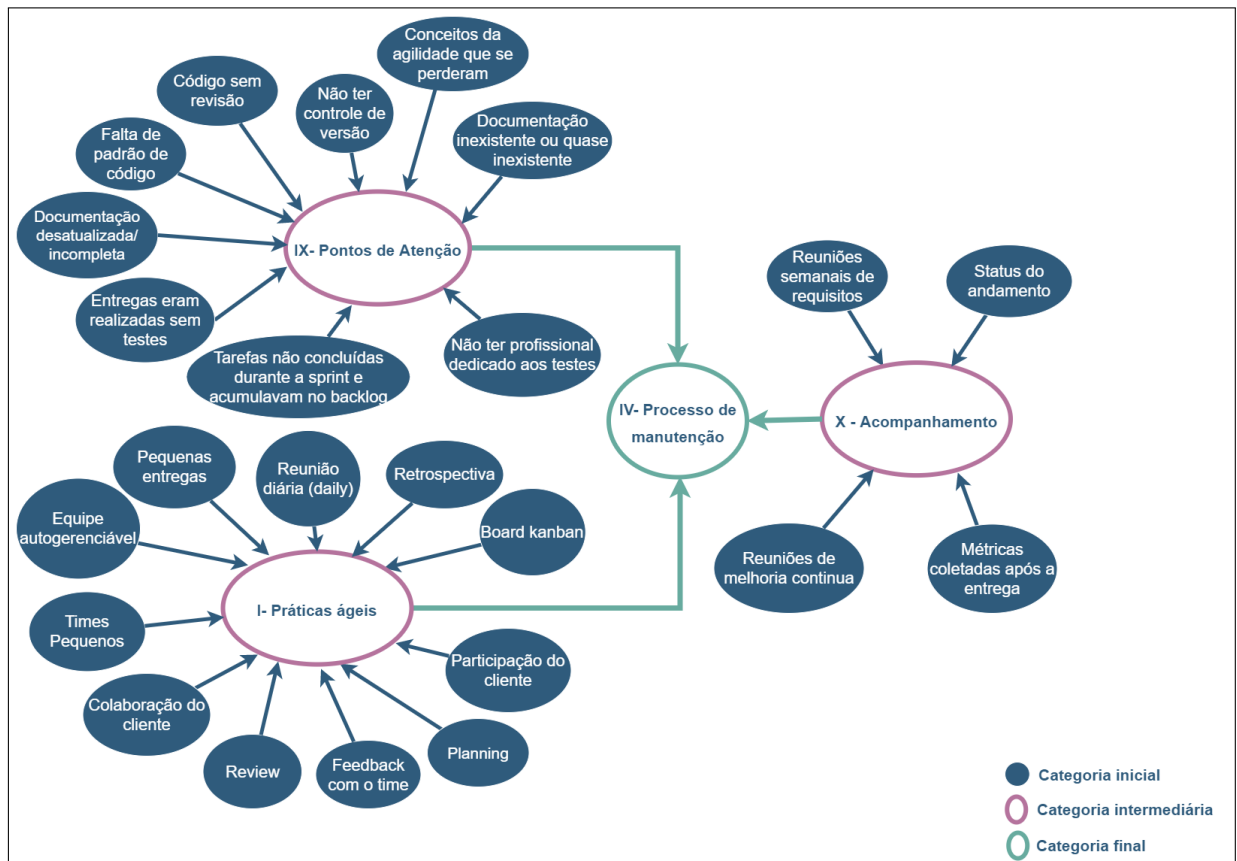 Conceitos da
agilidade que se
perderam
Código sem
revisão
Não ter
controle de
versão
Documentação
inexistente ou quase
inexistente
Falta de
padrão de
código
Documentação
desatualizada/
incompleta
IX- Pontos de Atenção
Entregas eram
realizadas sem
testes
Tarefas não concluídas
durante a sprint e
acumulavam no backlog
Não ter profissional
dedicado aos testes
Reuniões
semanais de
requisitos
Status do
andamento
IV- Processo de
manutenção
X - Acompanhamento
Reuniões de
melhoria continua
Métricas
coletadas após a
entrega
Pequenas
entregas
Reunião
diária (daily)
Retrospectiva
Board kanban
Equipe
autogerenciável
I- Práticas ágeis
Times
Pequenos
Colaboração do
cliente
Review
Feedback
com o time
Planning
Participação do
cliente
Categoria inicial
Categoria intermediária
Categoria final